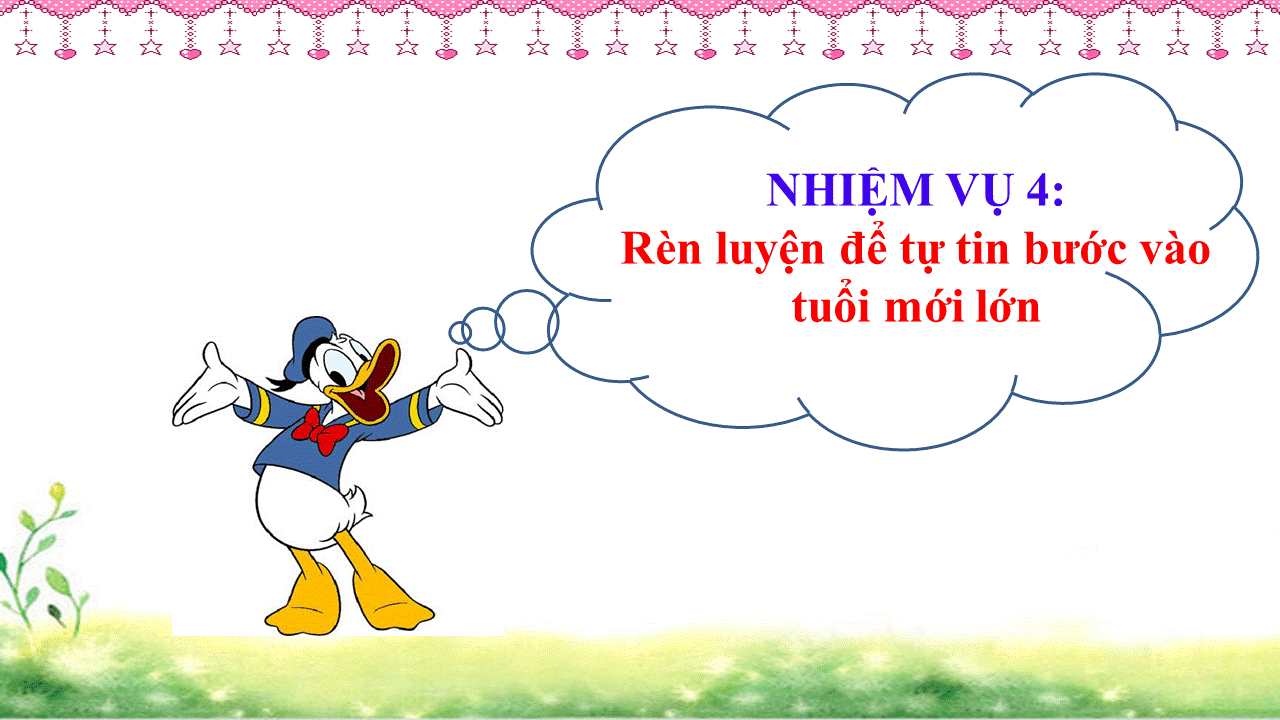 NHIỆM VỤ 4:
Rèn luyện để tự tin bước vào
tuổi mới lớn